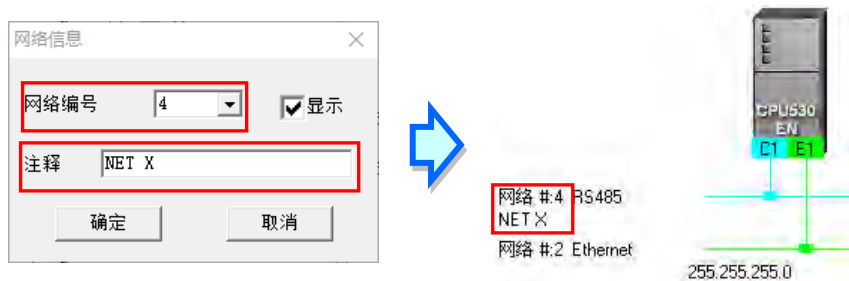 网络信息
网络编号 4 显示
注释 NET X
确定 取消
CPU530
EN
C1 E1
网络 #:4 RS485
NET X
网络 #:2 Ethernet
255.255.255.0